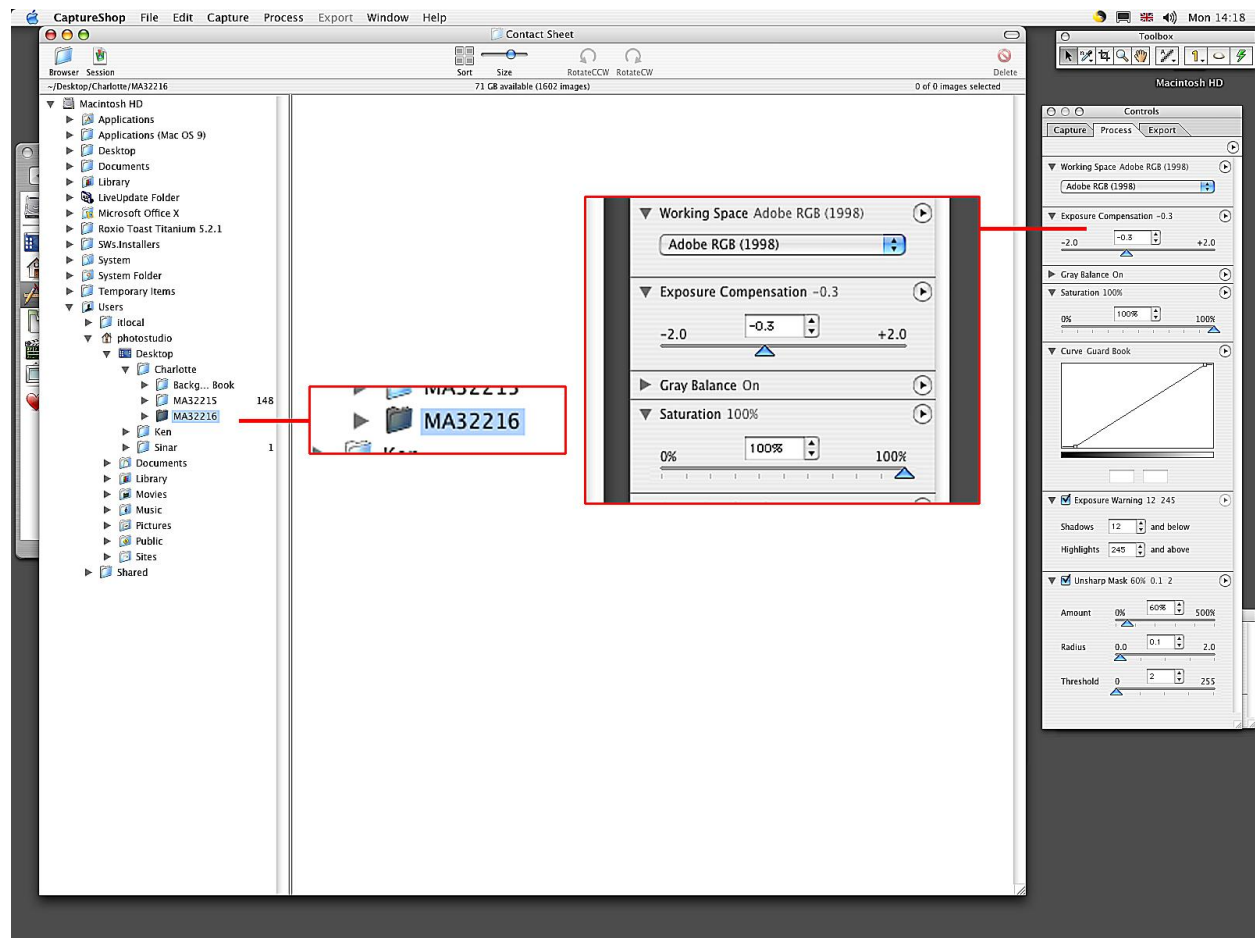 CaptureShop File Edit Capture Process Export Window Help
Mon 14:18
Contact Sheet
Browser Session
Sort Size RotateCCW RotateCW
Delete
~/Desktop/Charlotte/MA32216
71 GB available (1602 images)
0 of 0 images selected
Macintosh HD
Applications
Applications (Mac OS 9)
Desktop
Documents
Library
LiveUpdate Folder
Microsoft Office X
Roxio Toast Titanium 5.2.1
SWs.Installers
System
System Folder
Temporary Items
Users
itlocal
photostudio
Desktop
Charlotte
Backg... Book
MA32215 148
MA32216
Ken
Sinar 1
Documents
Library
Movies
Music
Pictures
Public
Sites
Shared
MA32215
MA32216
Ken
Working Space Adobe RGB (1998)
Adobe RGB (1998)
Exposure Compensation -0.3
-0.3
-2.0 +2.0
Gray Balance On
Saturation 100%
100%
0% 100%
Toolbox
Macintosh HD
Controls
Capture Process Export
Working Space Adobe RGB (1998)
Adobe RGB (1998)
Exposure Compensation -0.3
-0.3
-2.0 +2.0
Gray Balance On
Saturation 100%
100%
0% 100%
Curve Guard Book
Exposure Warning 12 245
Shadows 12 and below
Highlights 245 and above
Unsharp Mask 60% 0.1 2
Amount 0% 60% 500%
Radius 0.0 0.1 2.0
Threshold 0 2 255